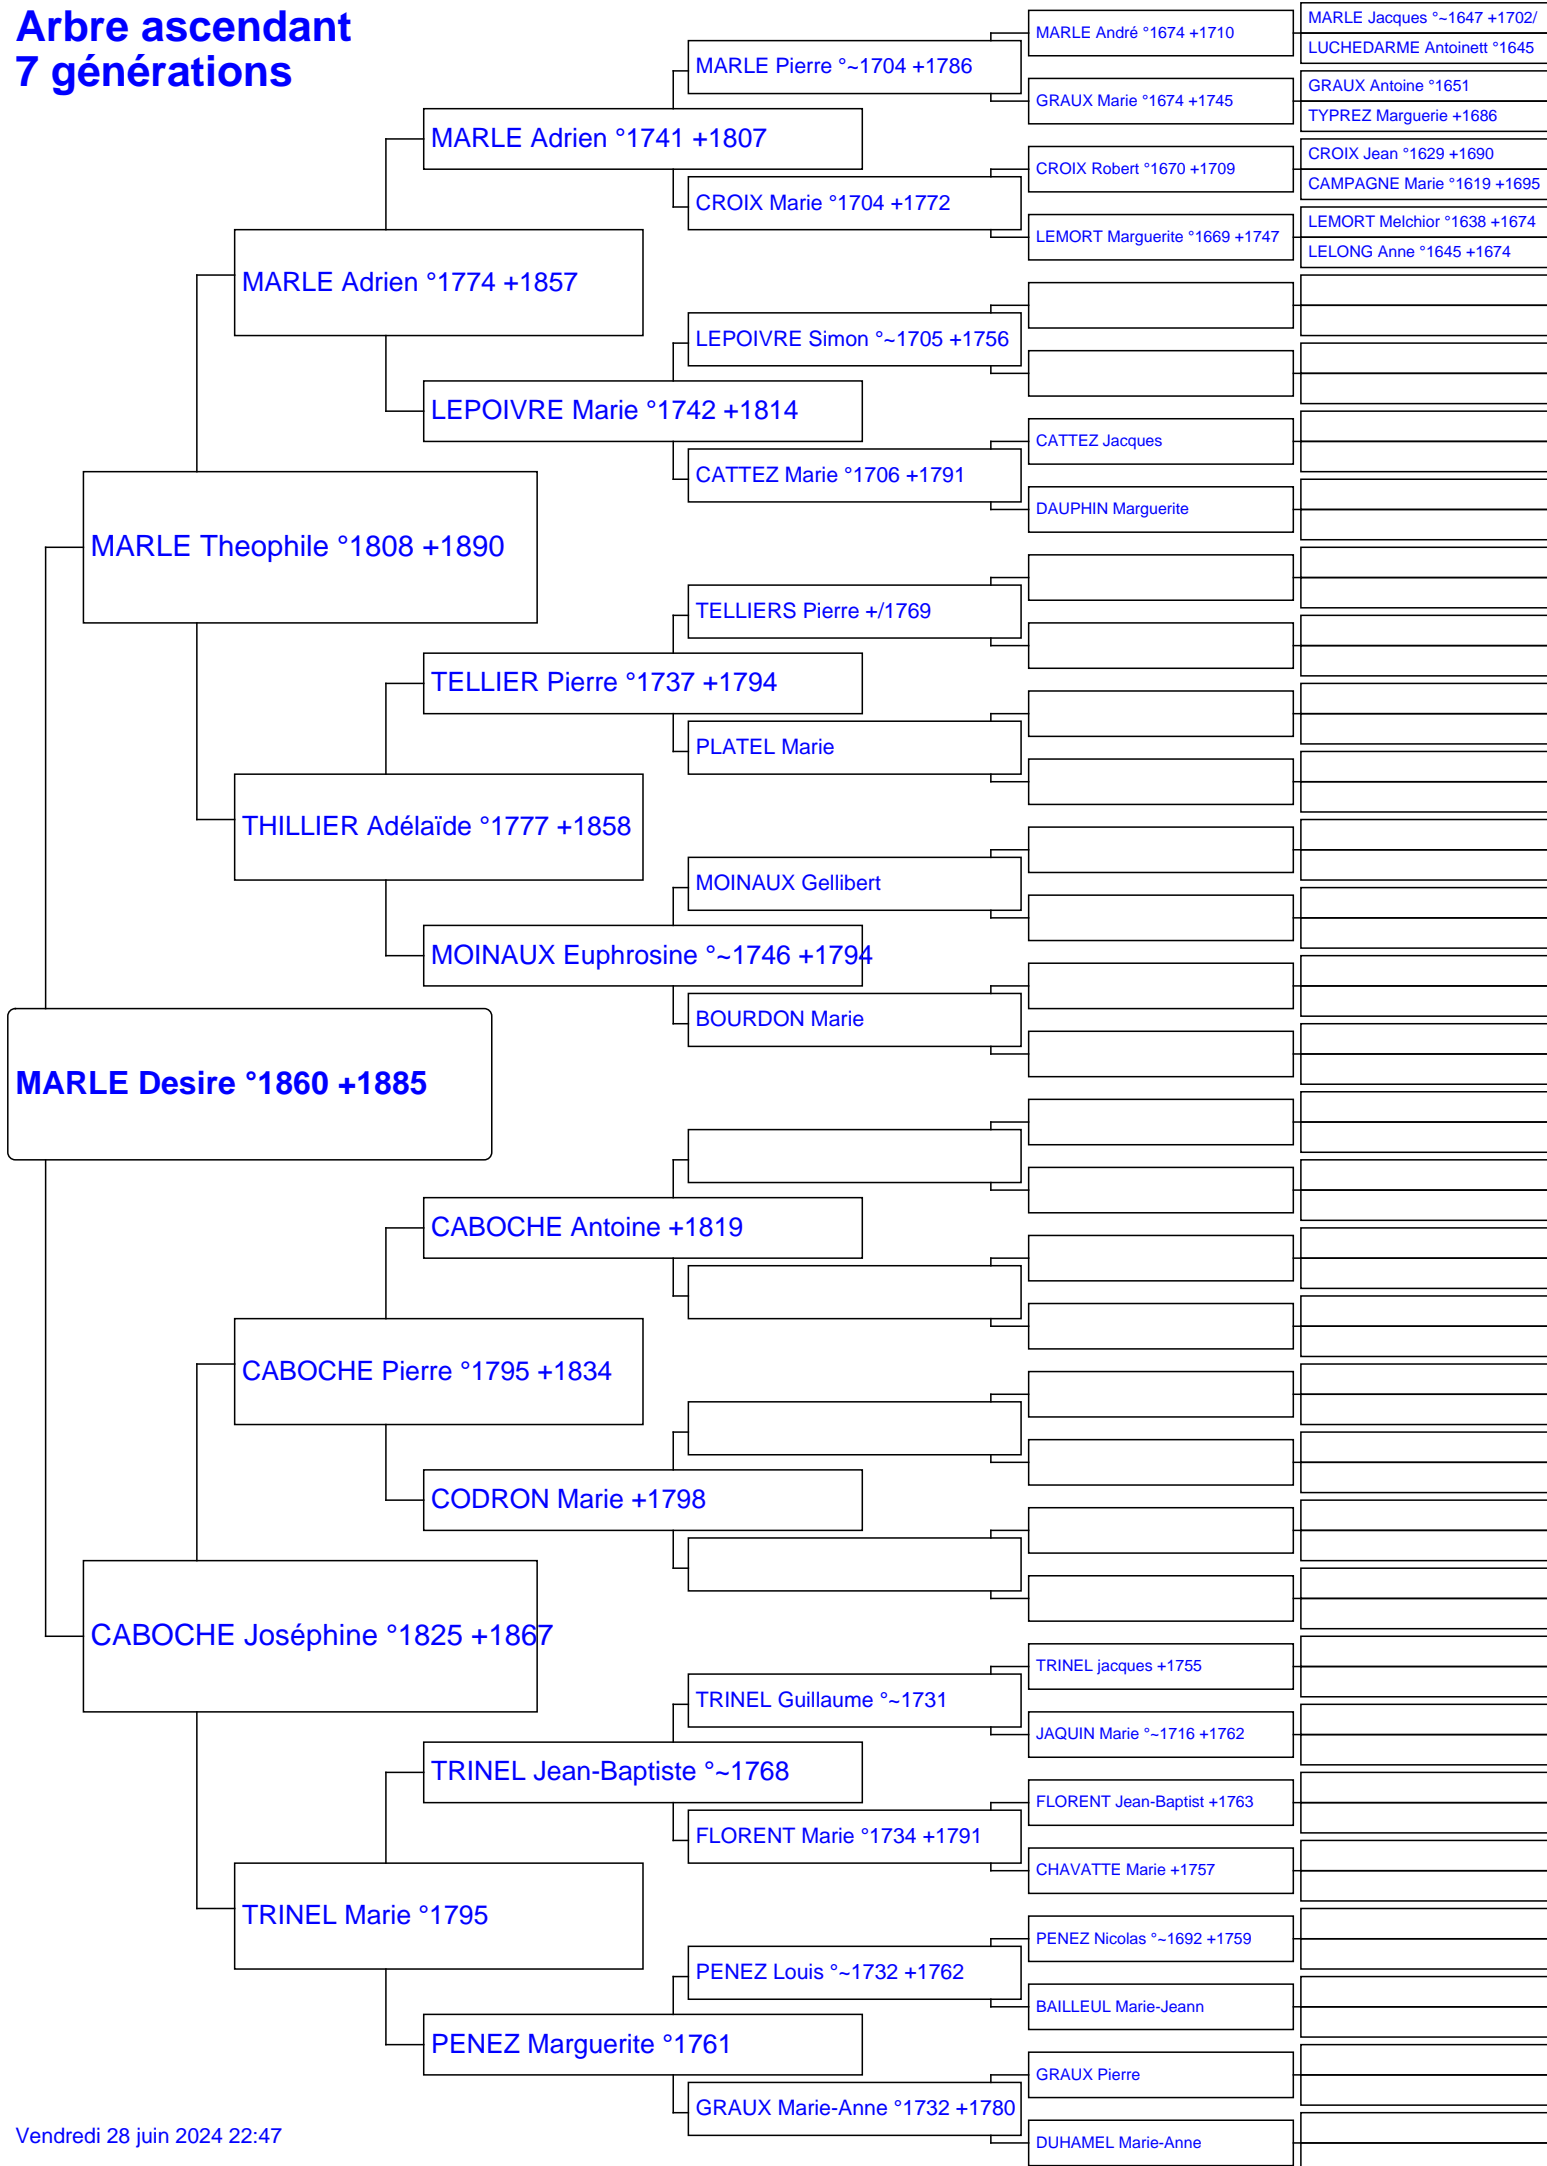 Arbre ascendant
7 générations
MARLE Desire °1860 +1885
MARLE Theophile °1808 +1890
CABOCHE Joséphine °1825 +1867
MARLE Adrien °1774 +1857
THILLIER Adélaïde °1777 +1858
CABOCHE Pierre °1795 +1834
TRINEL Marie °1795
MARLE Adrien °1741 +1807
LEPOIVRE Marie °1742 +1814
TELLIER Pierre °1737 +1794
MOINAUX Euphrosine °~1746 +1794
CABOCHE Antoine +1819
CODRON Marie +1798
TRINEL Jean-Baptiste °~1768
PENEZ Marguerite °1761
MARLE Pierre °~1704 +1786
CROIX Marie °1704 +1772
LEPOIVRE Simon °~1705 +1756
CATTEZ Marie °1706 +1791
TELLIERS Pierre +/1769
PLATEL Marie
MOINAUX Gellibert
BOURDON Marie
TRINEL Guillaume °~1731
FLORENT Marie °1734 +1791
PENEZ Louis °~1732 +1762
GRAUX Marie-Anne °1732 +1780
MARLE André °1674 +1710
GRAUX Marie °1674 +1745
CROIX Robert °1670 +1709
LEMORT Marguerite °1669 +1747
CATTEZ Jacques
DAUPHIN Marguerite
TRINEL jacques +1755
JAQUIN Marie °~1716 +1762
FLORENT Jean-Baptist +1763
CHAVATTE Marie +1757
PENEZ Nicolas °~1692 +1759
BAILLEUL Marie-Jeann
GRAUX Pierre
DUHAMEL Marie-Anne
MARLE Jacques °~1647 +1702/
LUCHEDARME Antoinett °1645
GRAUX Antoine °1651
TYPREZ Marguerie +1686
CROIX Jean °1629 +1690
CAMPAGNE Marie °1619 +1695
LEMORT Melchior °1638 +1674
LELONG Anne °1645 +1674
Vendredi 28 juin 2024 22:47